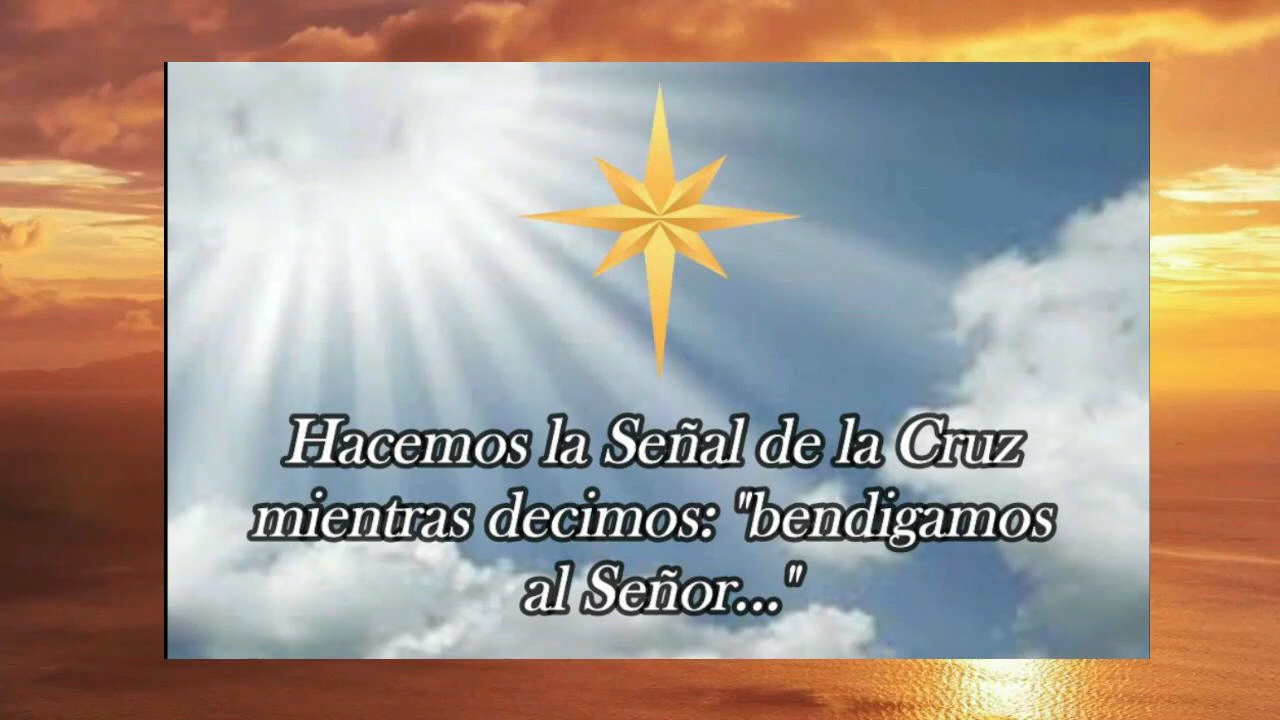 Hacemos la Señal de la Cruz
mientras decimos: "bendigamos
al Señor..."